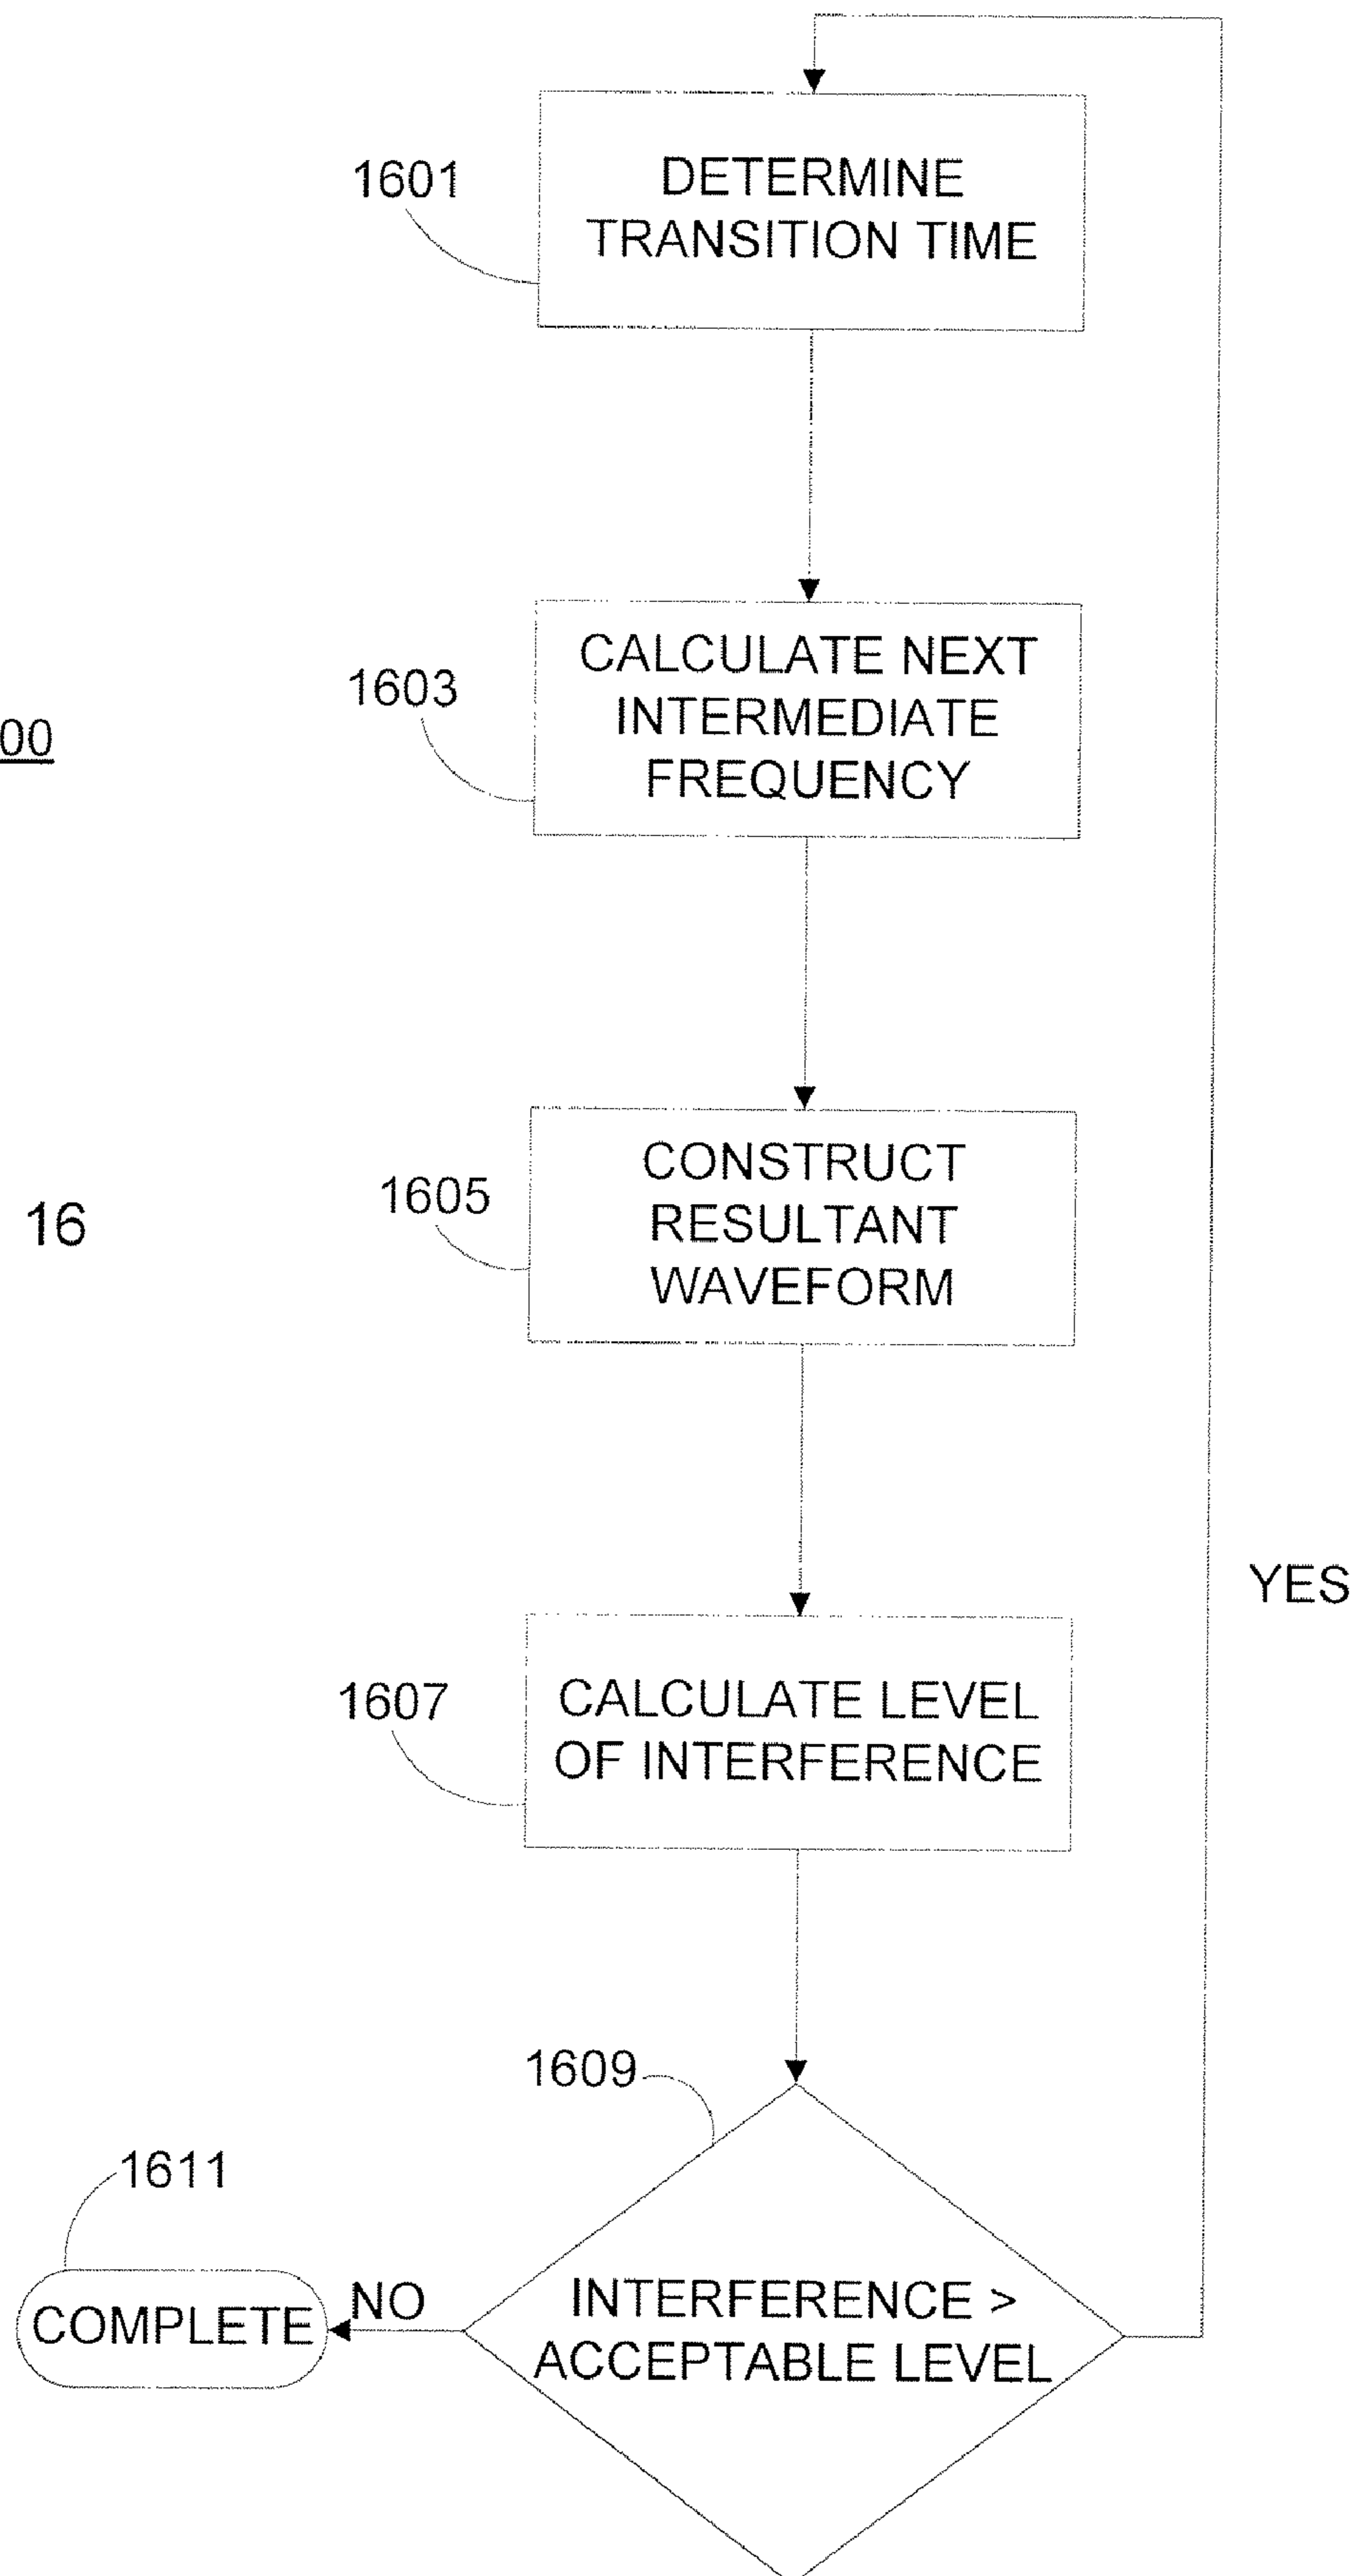 1601
DETERMINE
TRANSITION TIME
1603
CALCULATE NEXT
INTERMEDIATE
FREQUENCY
00
1605
CONSTRUCT
RESULTANT
WAVEFORM
16
YES
1607
CALCULATE LEVEL
OF INTERFERENCE
1609
1611
COMPLETE
NO
INTERFERENCE >
ACCEPTABLE LEVEL